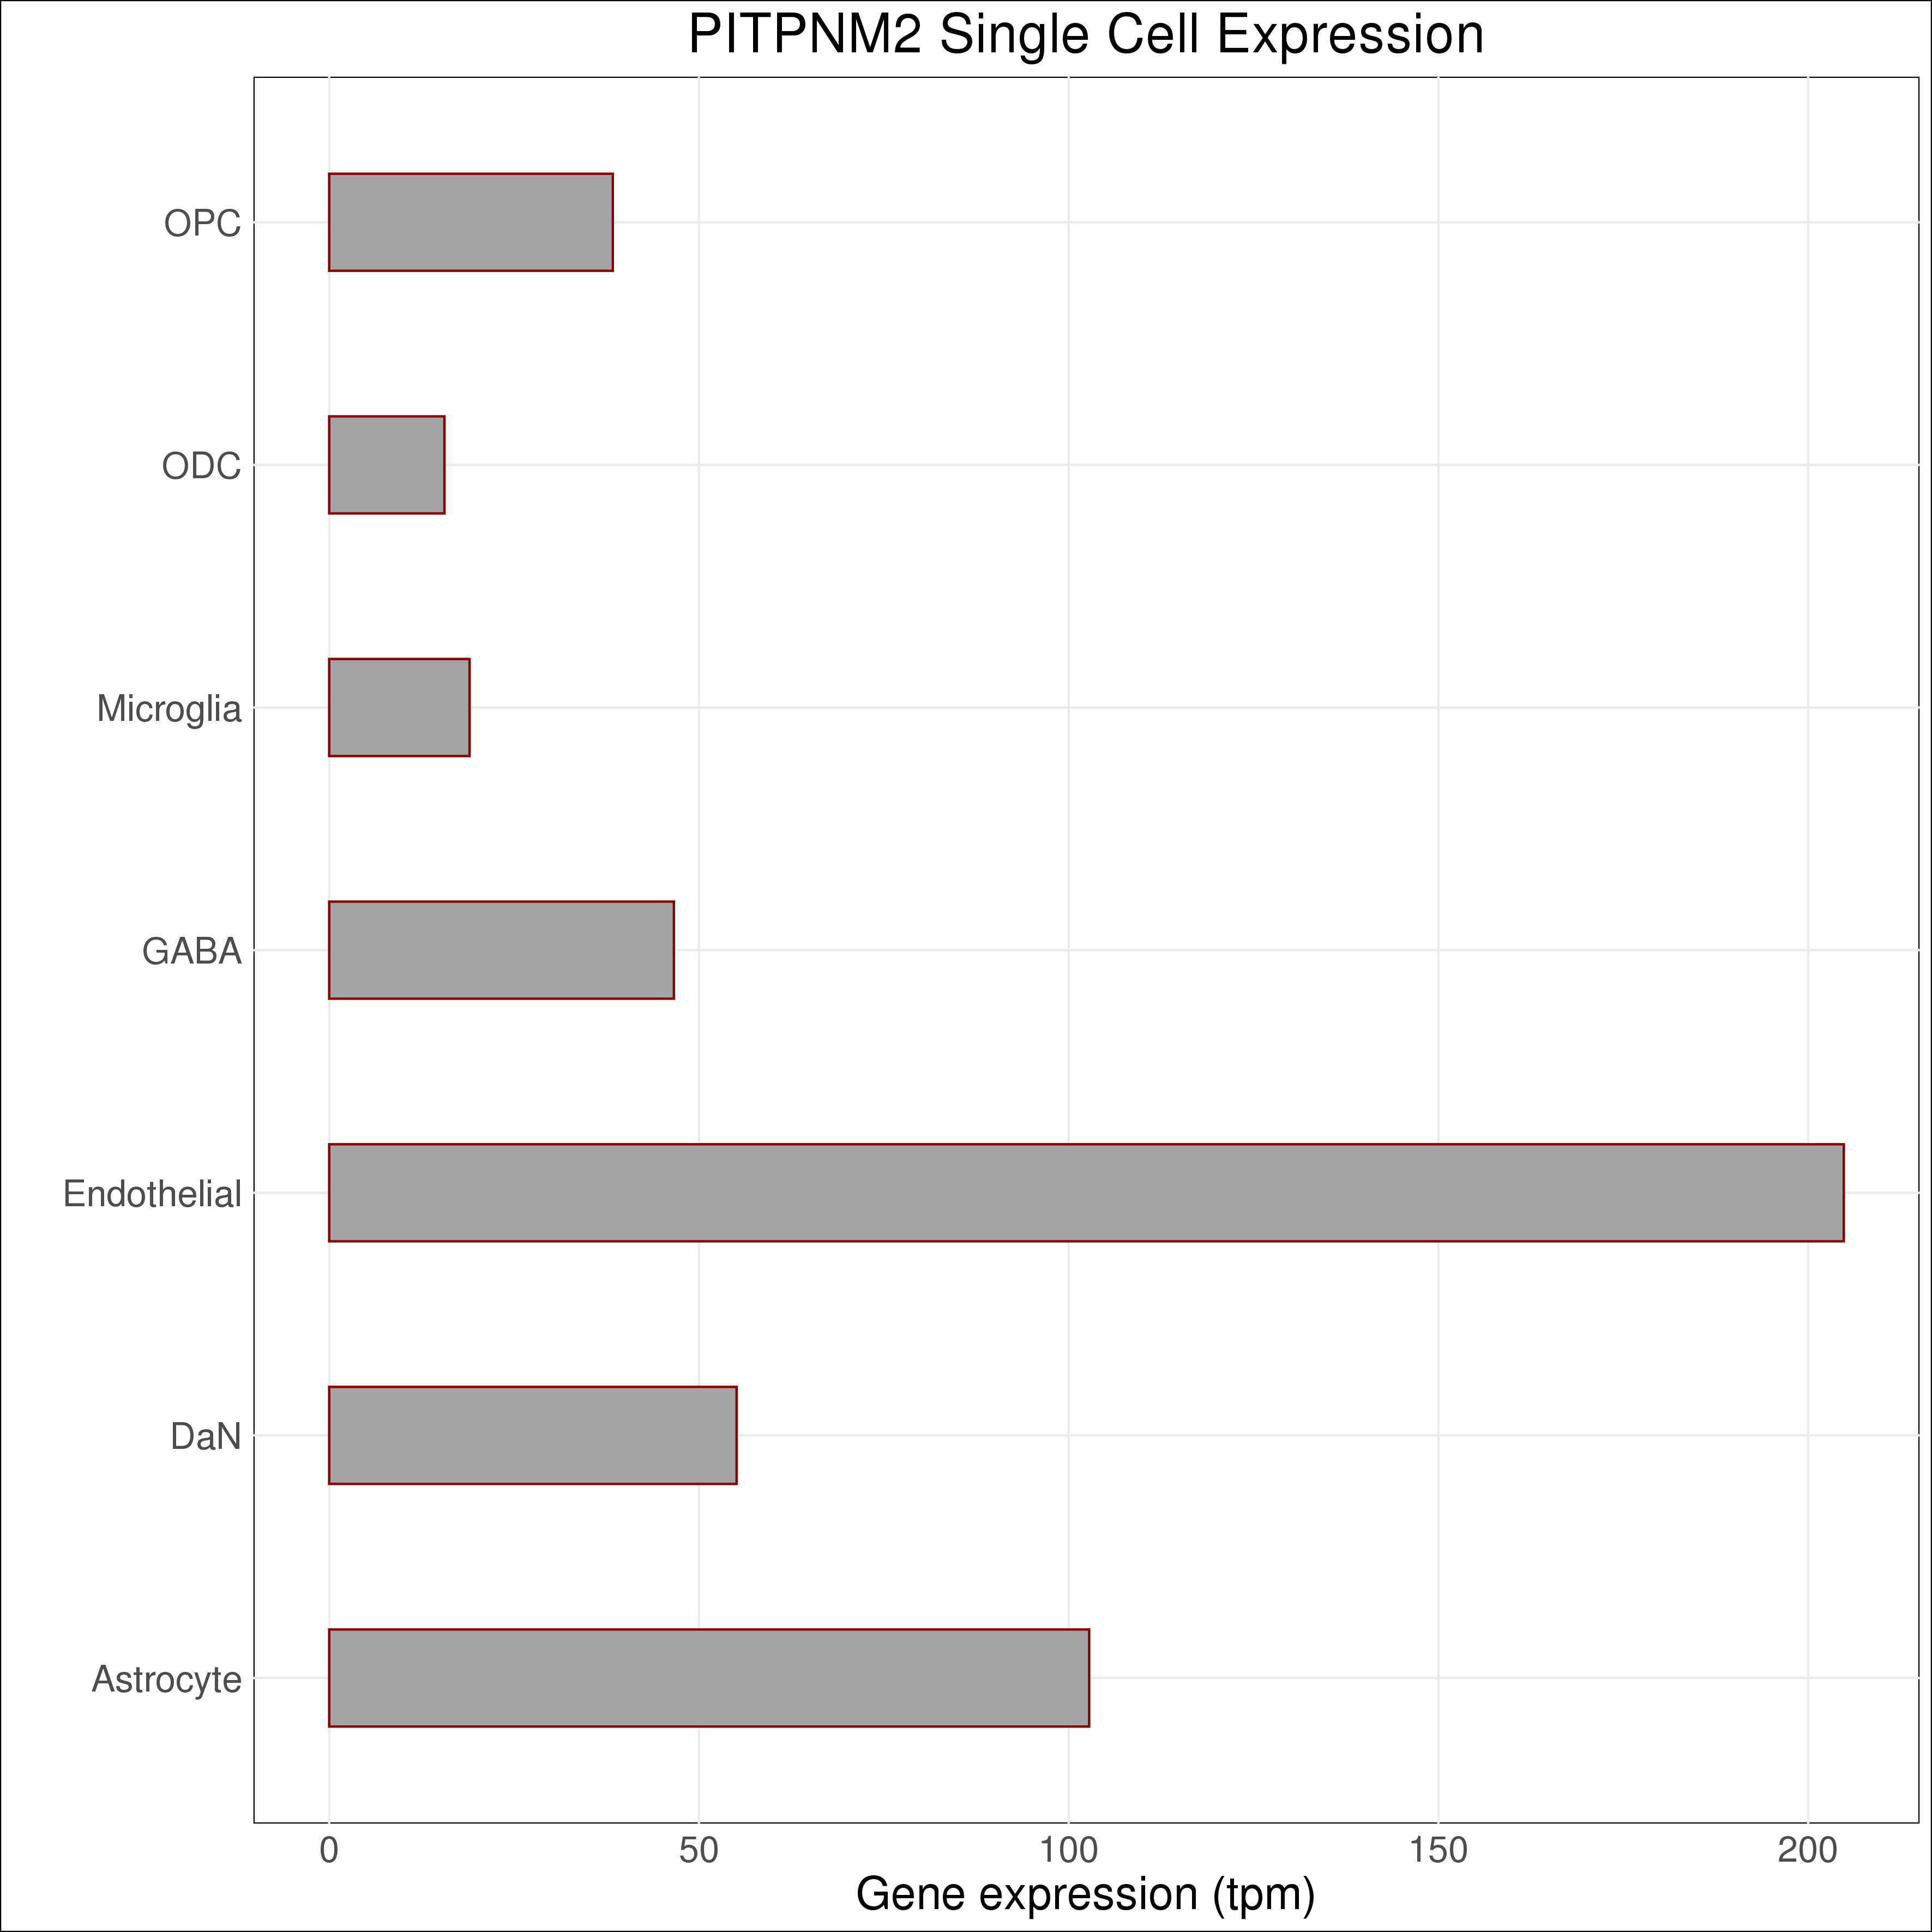 PITPNM2 Single Cell Expression
OPC
ODC
Microglia
GABA
Endothelial
DaN
Astrocyte
0 50 100 150 200
Gene expression (tpm)